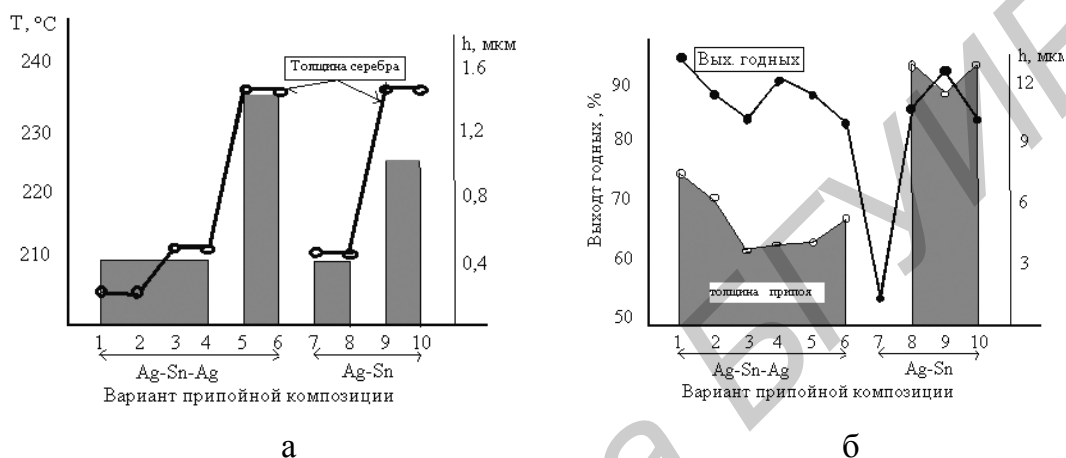 T, °C
240
230
220
210
h, мкм
1.6
1,2
0,8
0,4
Толщина серебра
1 2 3 4 5 6 7 8 9 10
Ag-Sn-Ag Ag-Sn
Вариант припойной композиции
а
Выходт годных, %
90
80
70
60
50
h, мкм
12
9
6
3
Вых. годных
толщина припоя
1 2 3 4 5 6 7 8 9 10
Ag-Sn-Ag Ag-Sn
Вариант припойной композиции
б
а БГУИР